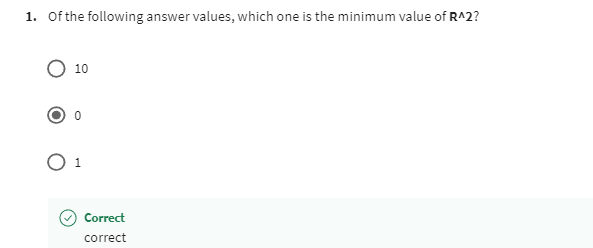 1. Of the following answer values, which one is the minimum value of R^2?
10
0
1
Correct
correct